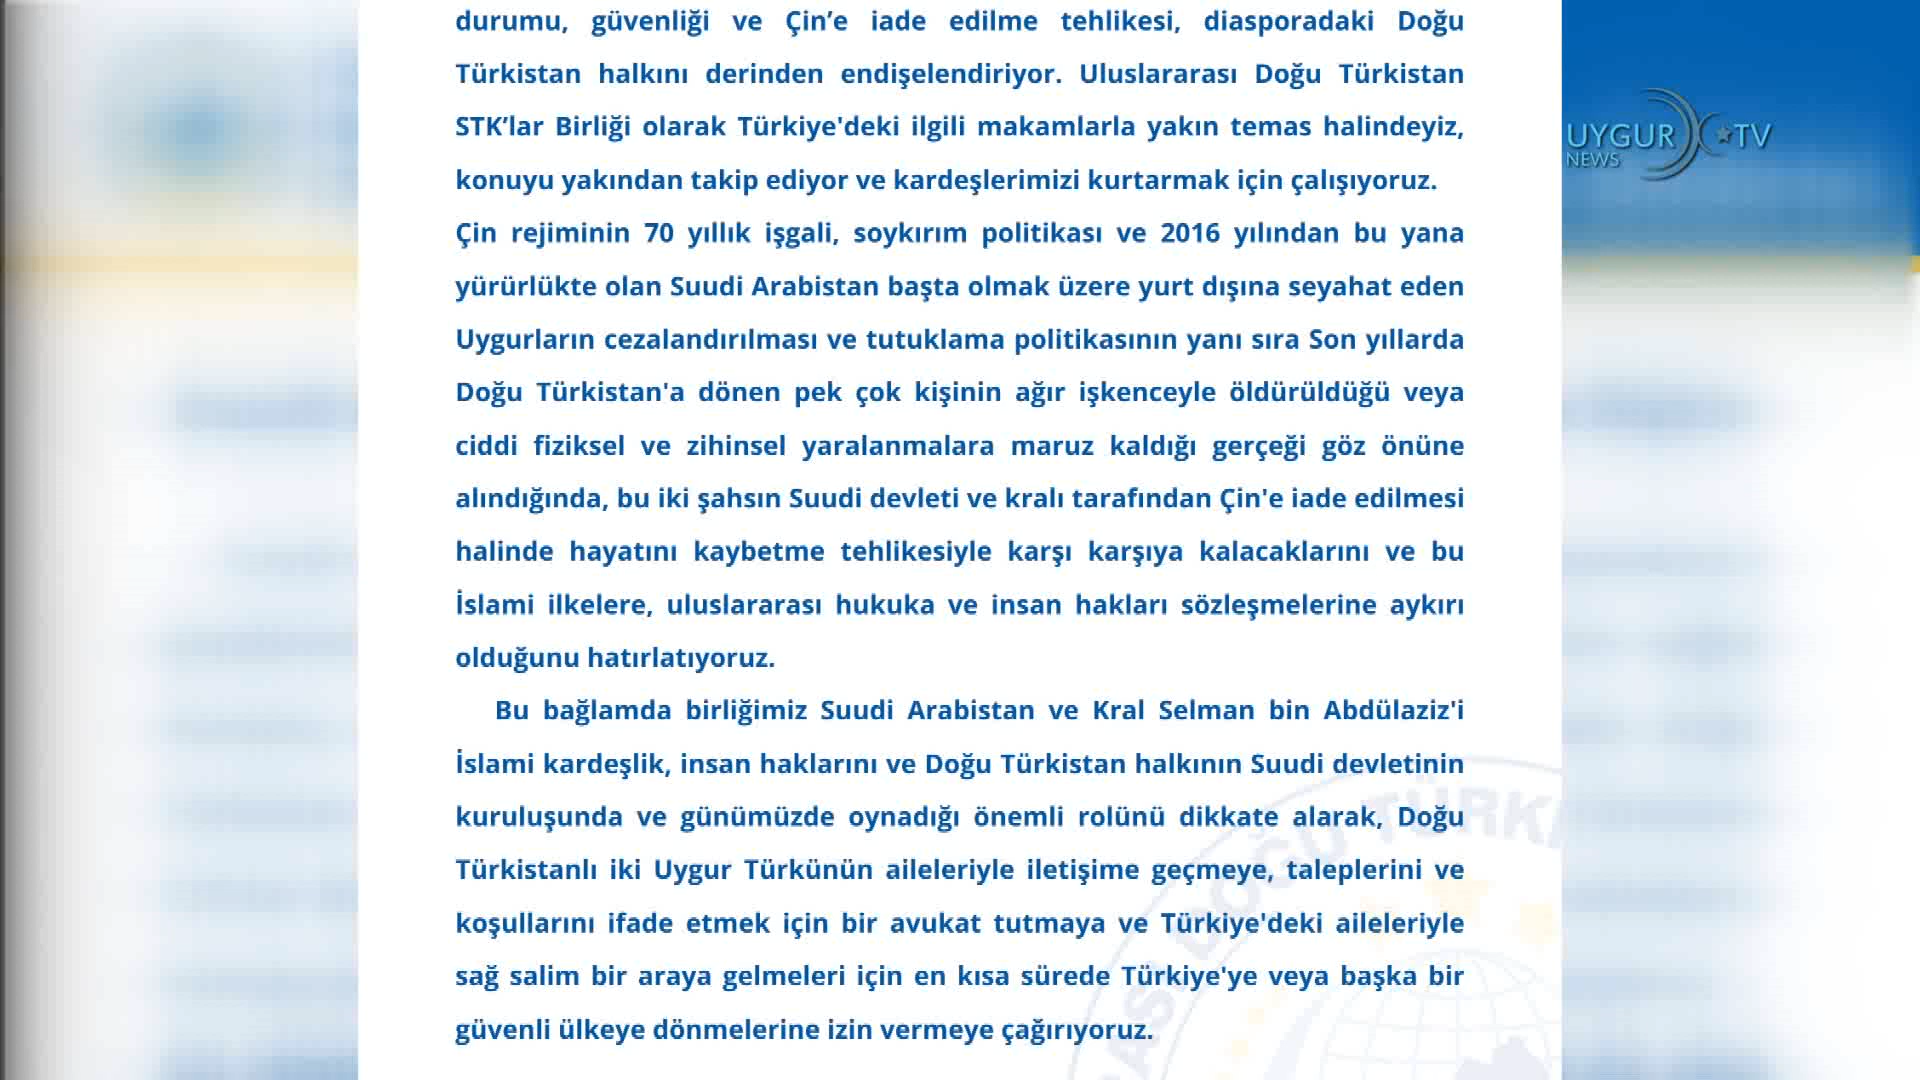 durumu, güvenliği ve Çin’e iade edilme tehlikesi, diasporadaki Doğu
Türkistan halkını derinden endişelendiriyor. Uluslararası Doğu Türkistan
STK’lar Birliği olarak Türkiye'deki ilgili makamlarla yakın temas halindeyiz,
konuyu yakından takip ediyor ve kardeşlerimizi kurtarmak için çalışıyoruz.
Çin rejiminin 70 yıllık işgali, soykırım politikası ve 2016 yılından bu yana
yürürlükte olan Suudi Arabistan başta olmak üzere yurt dışına seyahat eden
Uygurların cezalandırılması ve tutuklama politikasının yanı sıra Son yıllarda
Doğu Türkistan'a dönen pek çok kişinin ağır işkenceyle öldürüldüğü veya
ciddi fiziksel ve zihinsel yaralanmalara maruz kaldığı gerçeği göz önüne
alındığında, bu iki şahsın Suudi devleti ve kralı tarafından Çin'e iade edilmesi
halinde hayatını kaybetme tehlikesiyle karşı karşıya kalacaklarını ve bu
İslami ilkelere, uluslararası hukuka ve insan hakları sözleşmelerine aykırı
olduğunu hatırlatıyoruz.
Bu bağlamda birliğimiz Suudi Arabistan ve Kral Selman bin Abdülaziz'i
İslami kardeşlik, insan haklarını ve Doğu Türkistan halkının Suudi devletinin
kuruluşunda ve günümüzde oynadığı önemli rolünü dikkate alarak, Doğu
Türkistanlı iki Uygur Türkünün aileleriyle iletişime geçmeye, taleplerini ve
koşullarını ifade etmek için bir avukat tutmaya ve Türkiye'deki aileleriyle
sağ salim bir araya gelmeleri için en kısa sürede Türkiye'ye veya başka bir
güvenli ülkeye dönmelerine izin vermeye çağırıyoruz.
UYGUR TV
NEWS
DOĞU